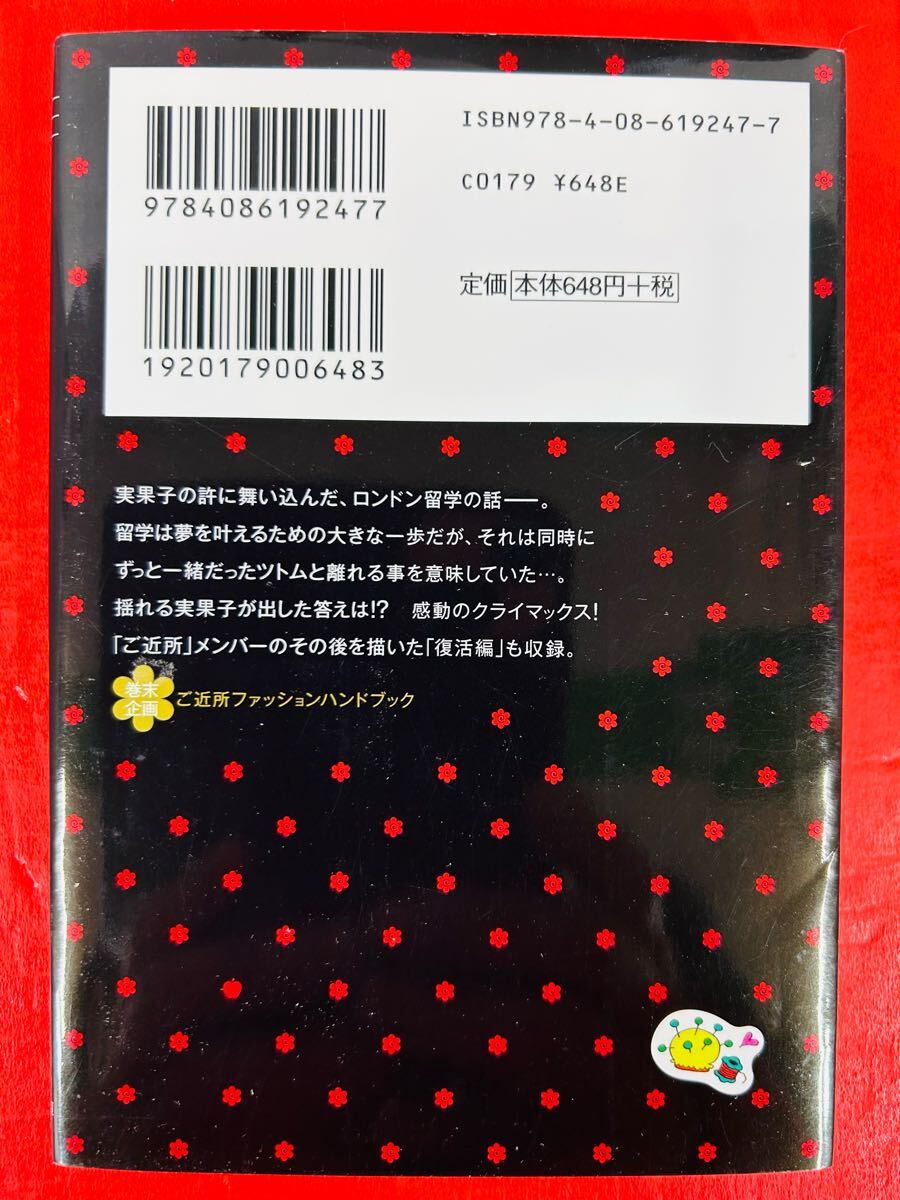 ISBN978-4-08-619247-7
9784086192477
C0179 ¥648E
定価 本体648円+税
1920179006483
実果子の許に舞い込んだ、ロンドン留学の話──。
留学は夢を叶えるための大きな一歩だが、それは同時に
ずっと一緒だったツトムと離れる事を意味していた…。
揺れる実果子が出した答えは!? 感動のクライマックス!
「ご近所」メンバーのその後を描いた「復活編」も収録。
巻末
企画
ご近所ファッションハンドブック